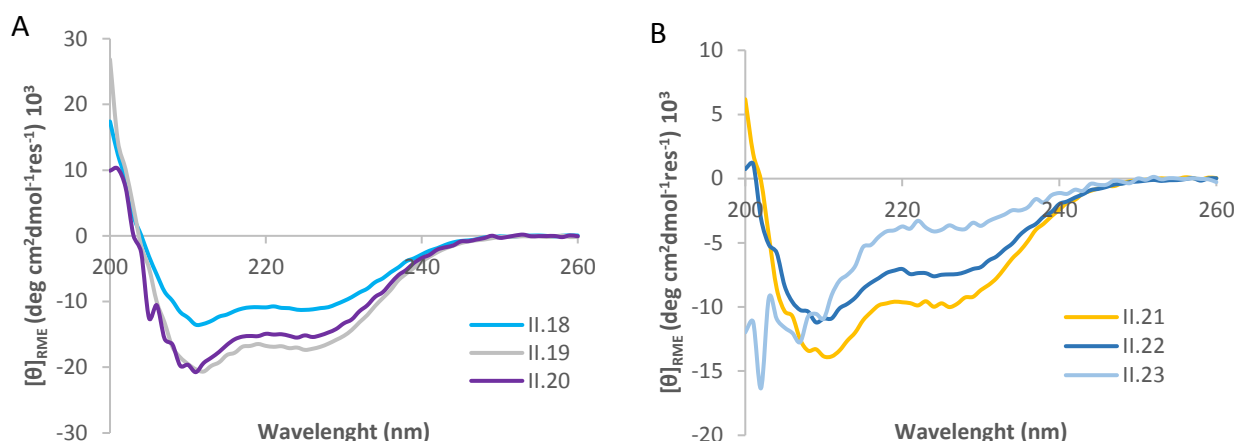 A
30
20
10
0
-10
-20
-30
200
220
240
260
[θ]RME (deg cm2dmol-1res-1) 103
Wavelenght (nm)
II.18
II.19
II.20
B
10
5
0
-5
-10
-15
-20
200
220
240
260
[θ]RME (deg cm2dmol-1res-1) 103
Wavelenght (nm)
II.21
II.22
II.23